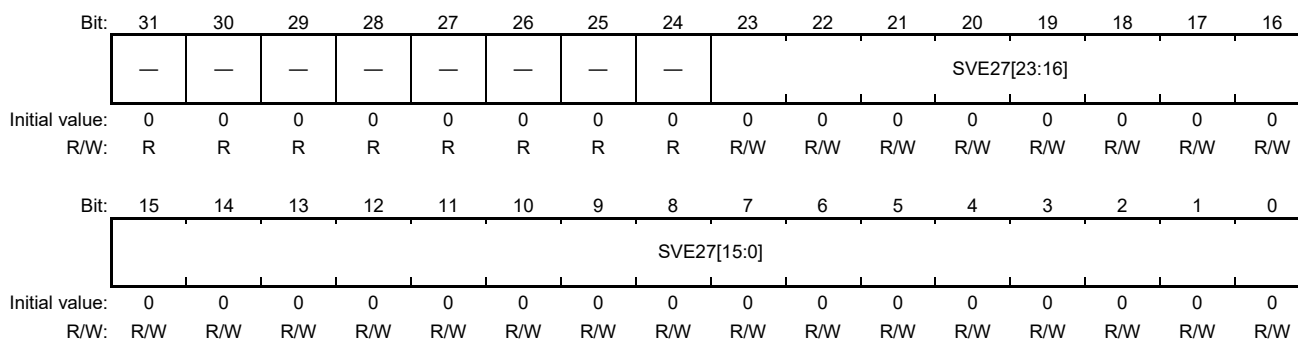 Bit: 31 30 29 28 27 26 25 24 23 22 21 20 19 18 17 16
— — — — — — — — SVE27[23:16]
Initial value: 0 0 0 0 0 0 0 0 0 0 0 0 0 0 0 0
R/W: R R R R R R R R R/W R/W R/W R/W R/W R/W R/W R/W
Bit: 15 14 13 12 11 10 9 8 7 6 5 4 3 2 1 0
SVE27[15:0]
Initial value: 0 0 0 0 0 0 0 0 0 0 0 0 0 0 0 0
R/W: R/W R/W R/W R/W R/W R/W R/W R/W R/W R/W R/W R/W R/W R/W R/W R/W